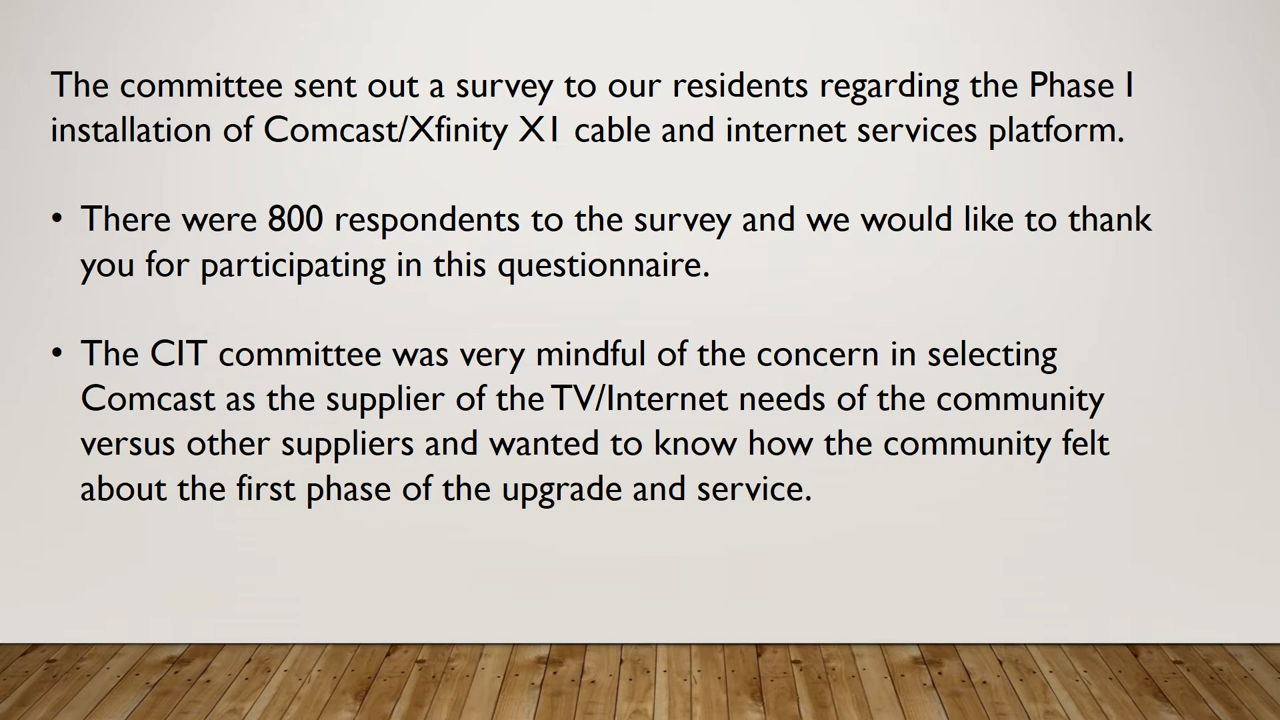 The committee sent out a survey to our residents regarding the Phase I
installation of Comcast/Xfinity X1 cable and internet services platform.
• There were 800 respondents to the survey and we would like to thank
you for participating in this questionnaire.
• The CIT committee was very mindful of the concern in selecting
Comcast as the supplier of the TV/Internet needs of the community
versus other suppliers and wanted to know how the community felt
about the first phase of the upgrade and service.